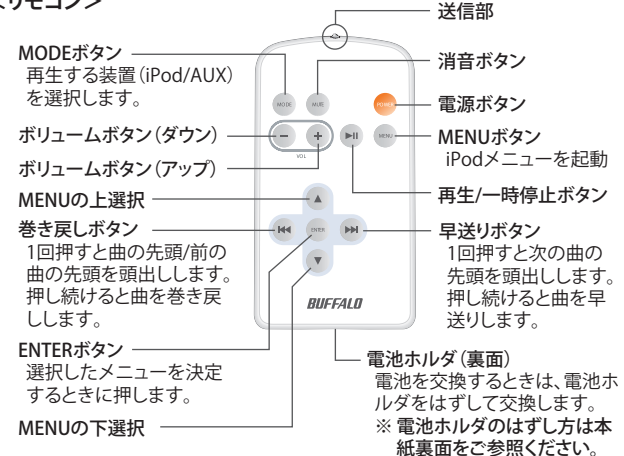 ＜リモコン＞
送信部
MODEボタン
再生する装置（iPod/AUX）
を選択します。
消音ボタン
電源ボタン
ボリュームボタン（ダウン）
MENUボタン
iPodメニューを起動
ボリュームボタン（アップ）
再生/一時停止ボタン
MENUの上選択
巻き戻しボタン
1回押すと曲の先頭/前の
曲の先頭を頭出しします。
押し続けると曲を巻き戻
しします。
早送りボタン
1回押すと次の曲の
先頭を頭出しします。
押し続けると曲を早
送りします。
ENTERボタン
選択したメニューを決定
するときに押します。
MENUの下選択
電池ホルダ（裏面）
電池を交換するときは、電池ホ
ルダをはずして交換します。
※ 電池ホルダのはずし方は本
紙裏面をご参照ください。
MODE
MUTE
POWER
VOL
MENU
ENTER
BUFFALO